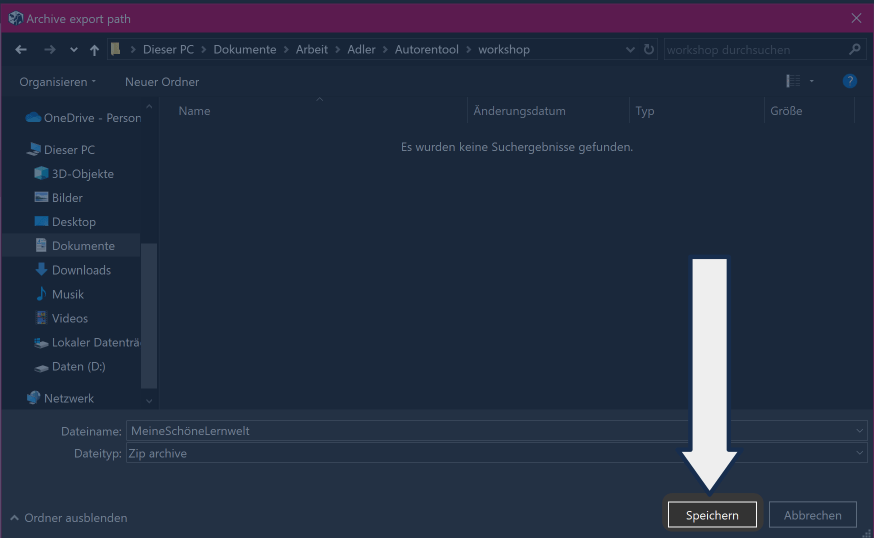 Archive export path
Dieser PC > Dokumente > Arbeit > Adler > Autorentool > workshop
workshop durchsuchen
Organisieren
Neuer Ordner
?
Name
Änderungsdatum
Typ
Größe
OneDrive - Person
Es wurden keine Suchergebnisse gefunden.
Dieser PC
3D-Objekte
Bilder
Desktop
Dokumente
Downloads
Musik
Videos
Lokaler Datenträ
Daten (D:)
Netzwerk
Dateiname: MeineSchöneLernwelt
Dateityp: Zip archive
Ordner ausblenden
Speichern
Abbrechen